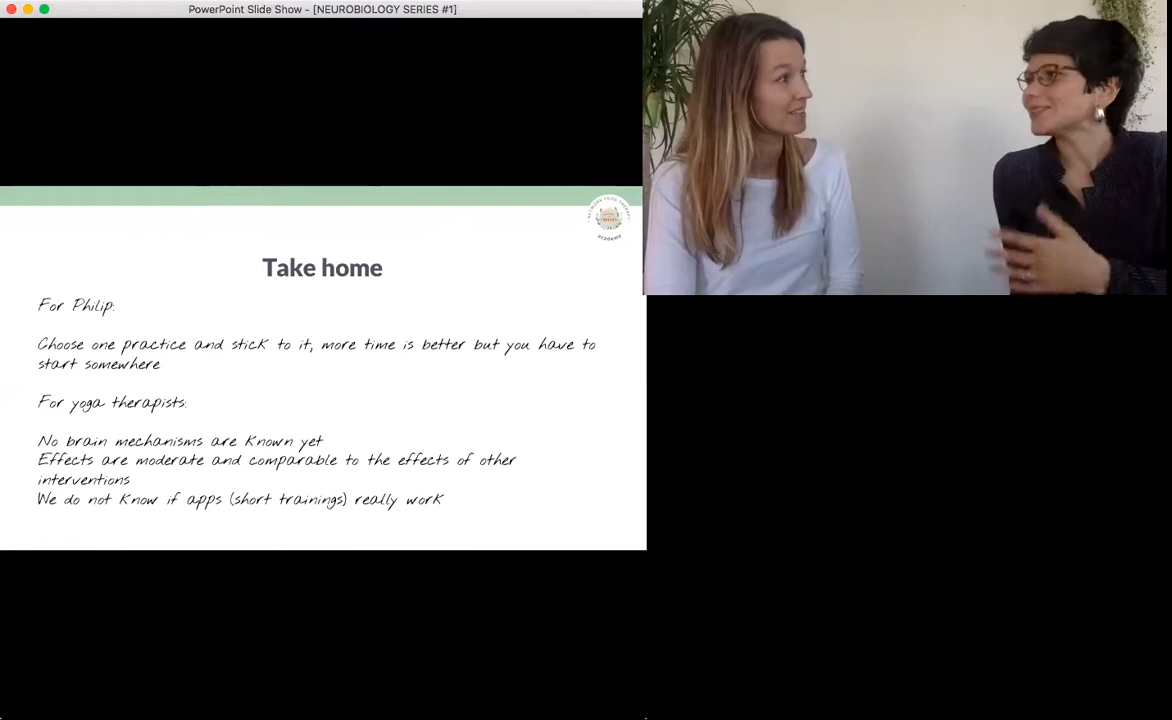 PowerPoint Slide Show - [NEUROBIOLOGY SERIES #1]
Take home
For Philip:
Choose one practice and stick to it, more time is better but you have to
start somewhere
For yoga therapists:
No brain mechanisms are known yet
Effects are moderate and comparable to the effects of other
interventions
We do not know if apps (short trainings) really work
academy